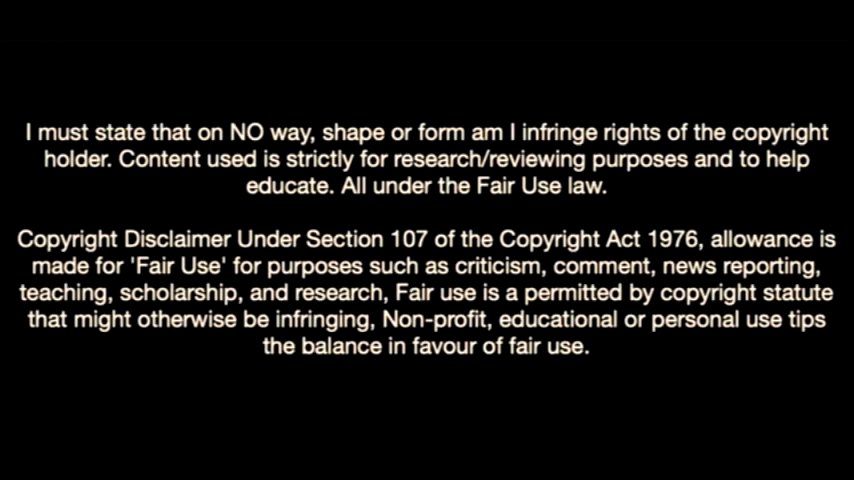 I must state that on NO way, shape or form am I infringe rights of the copyright
holder. Content used is strictly for research/reviewing purposes and to help
educate. All under the Fair Use law.
Copyright Disclaimer Under Section 107 of the Copyright Act 1976, allowance is
made for 'Fair Use' for purposes such as criticism, comment, news reporting,
teaching, scholarship, and research, Fair use is a permitted by copyright statute
that might otherwise be infringing, Non-profit, educational or personal use tips
the balance in favour of fair use.